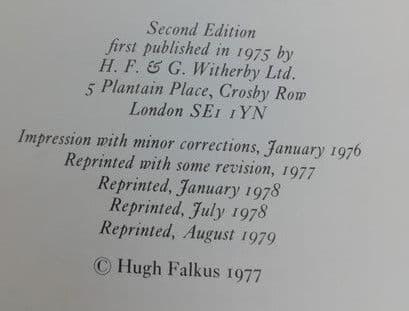 Second Edition
first published in 1975 by
H. F. & G. Witherby Ltd.
5 Plantain Place, Crosby Row
London SE1 1YN
Impression with minor corrections, January 1976
Reprinted with some revision, 1977
Reprinted, January 1978
Reprinted, July 1978
Reprinted, August 1979
© Hugh Falkus 1977